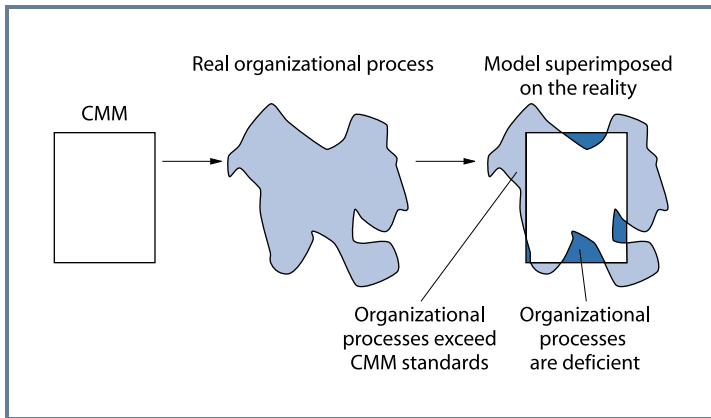 Real organizational process
Model superimposed
on the reality
CMM
Organizational
processes exceed
CMM standards
Organizational
processes
are deficient